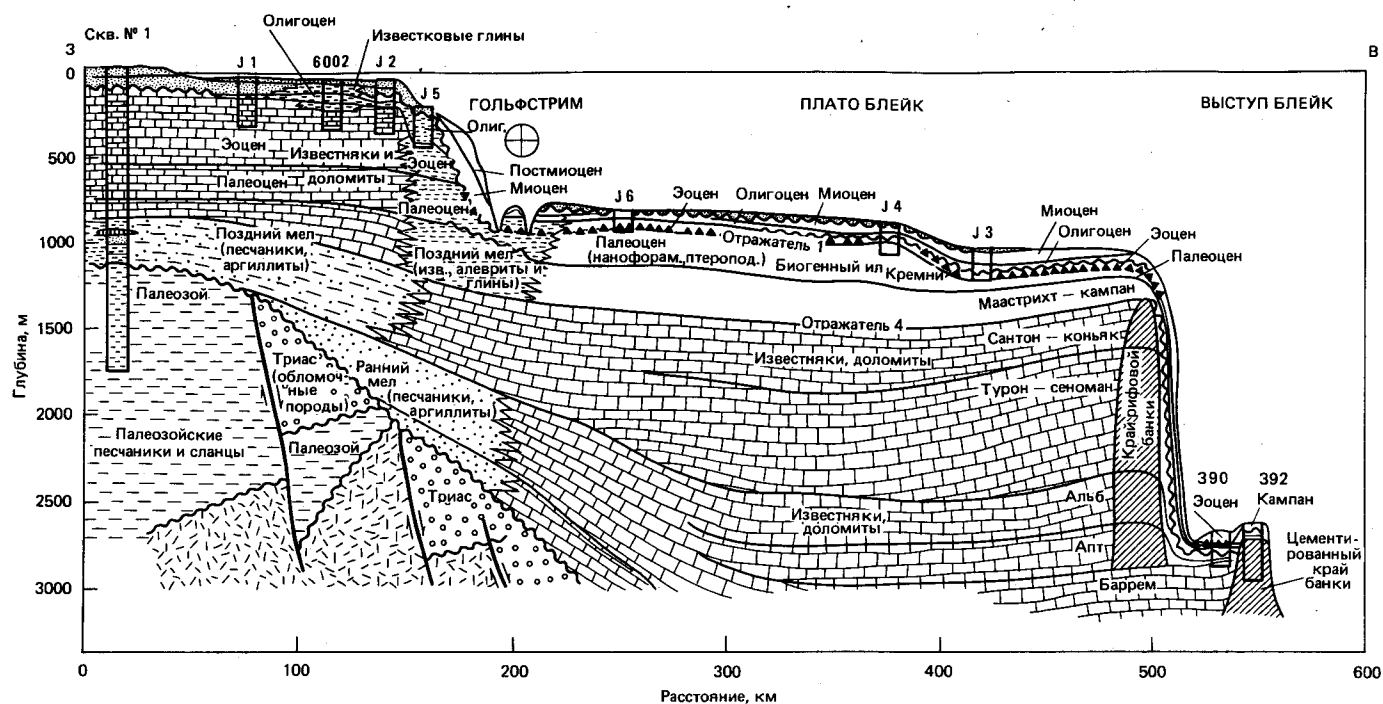 Олигоцен
Скв. № 1
Известковые глины
З
В
0
J 1
6002
J 2
J 5
ГОЛЬФСТРИМ
ПЛАТО БЛЕЙК
ВЫСТУП БЛЕЙК
Олиг.
Эоцен
Известняки и
доломиты
Эоцен
500
Постмиоцен
Миоцен
Палеоцен
Палеоцен
J 6
Эоцен
Олигоцен
Миоцен
J 4
J 3
Миоцен
Олигоцен
Эоцен
Палеоцен
Поздний мел
(песчаники,
аргиллиты)
Поздний мел
(изв., алевриты и
глины)
1000
Палеоцен
(нанофорам., птеропод.)
Отражатель 1
Биогенный ил
Кремни
Палеозой
Маастрихт — кампан
1500
Отражатель 4
Сантон — коньяк
Глубина, м
Триас
(обломоч-
ные
породы)
Ранний
мел
(песчаники,
аргиллиты)
Известняки, доломиты
Турон — сеноман
Край рифовой
банки
2000
Палеозойские
песчаники и сланцы
Палеозой
2500
Триас
Известняки,
доломиты
Альб
Апт
Баррем
390
392
Эоцен
Кампан
Цементи-
рованный
край
банки
3000
0
100
200
300
400
500
600
Расстояние, км